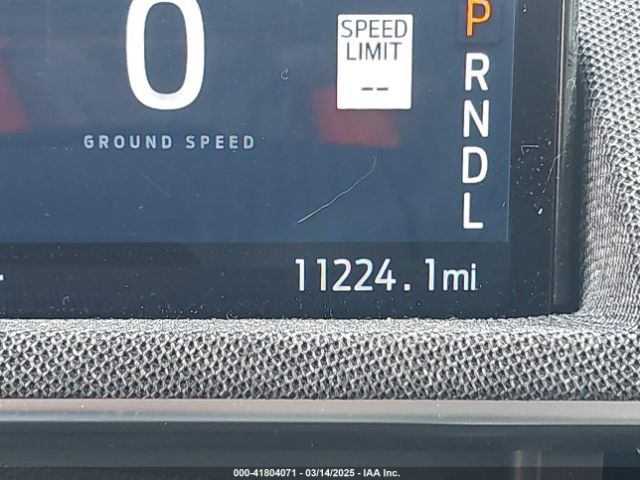 P
0
SPEED
LIMIT
--
R
N
D
L
GROUND SPEED
11224.1mi
000-41804071 - 03/14/2025 - IAA Inc.